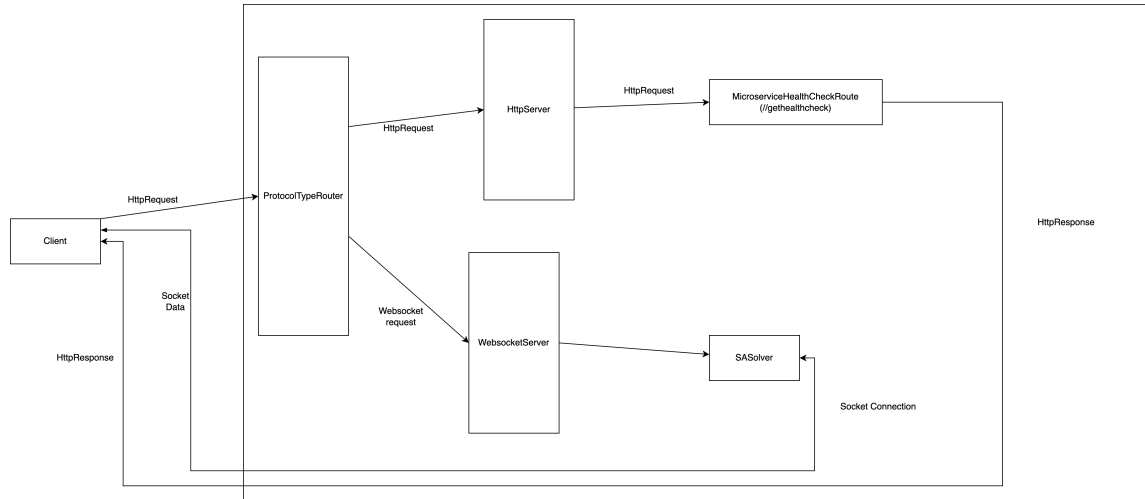 MicroserviceHealthCheckRoute
(//gethealthcheck)
HttpRequest
HttpServer
HttpRequest
HttpRequest
ProtocolTypeRouter
Client
HttpResponse
Socket
Data
Websocket
request
WebsocketServer
SASolver
HttpResponse
Socket Connection